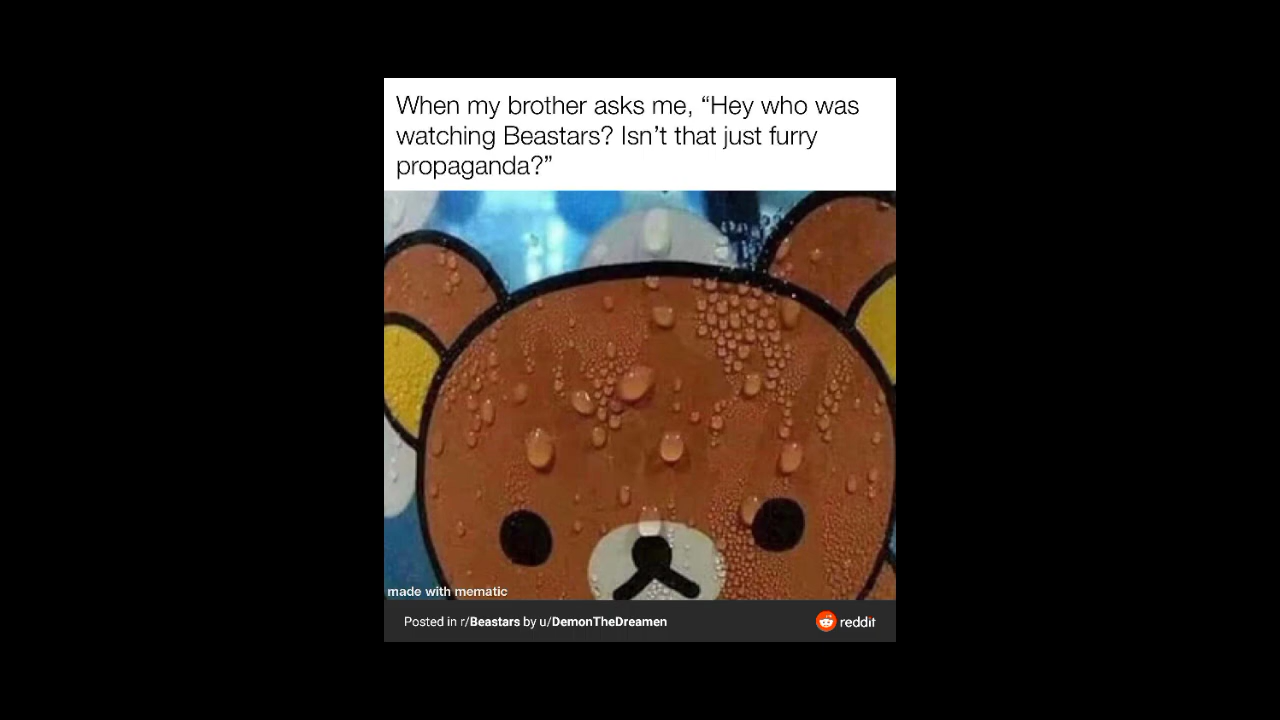 When my brother asks me, “Hey who was
watching Beastars? Isn’t that just furry
propaganda?”
made with mematic
Posted in r/Beastars by u/DemonTheDreamen
reddit